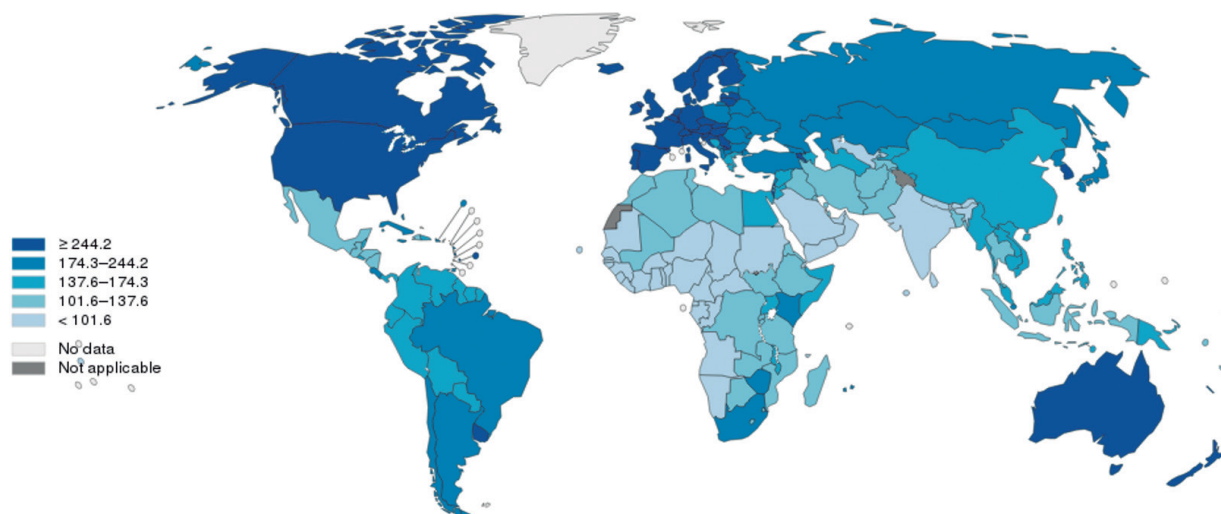 ≥ 244.2
174.3–244.2
137.6–174.3
101.6–137.6
< 101.6
No data
Not applicable